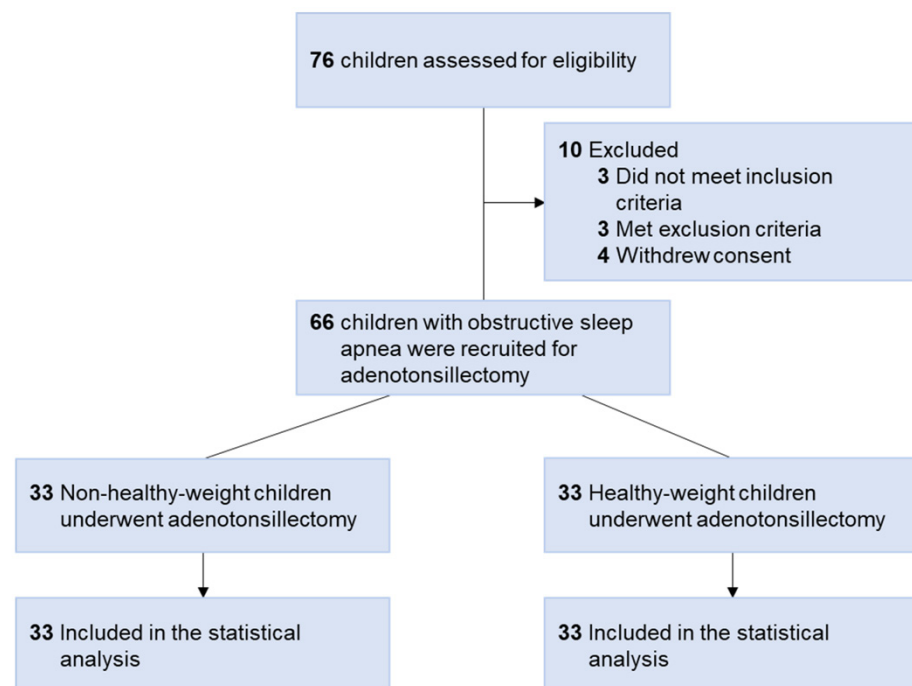 76 children assessed for eligibility
10 Excluded
3 Did not meet inclusion
criteria
3 Met exclusion criteria
4 Withdrew consent
66 children with obstructive sleep
apnea were recruited for
adenotonsillectomy
33 Non-healthy-weight children
underwent adenotonsillectomy
33 Healthy-weight children
underwent adenotonsillectomy
33 Included in the statistical
analysis
33 Included in the statistical
analysis